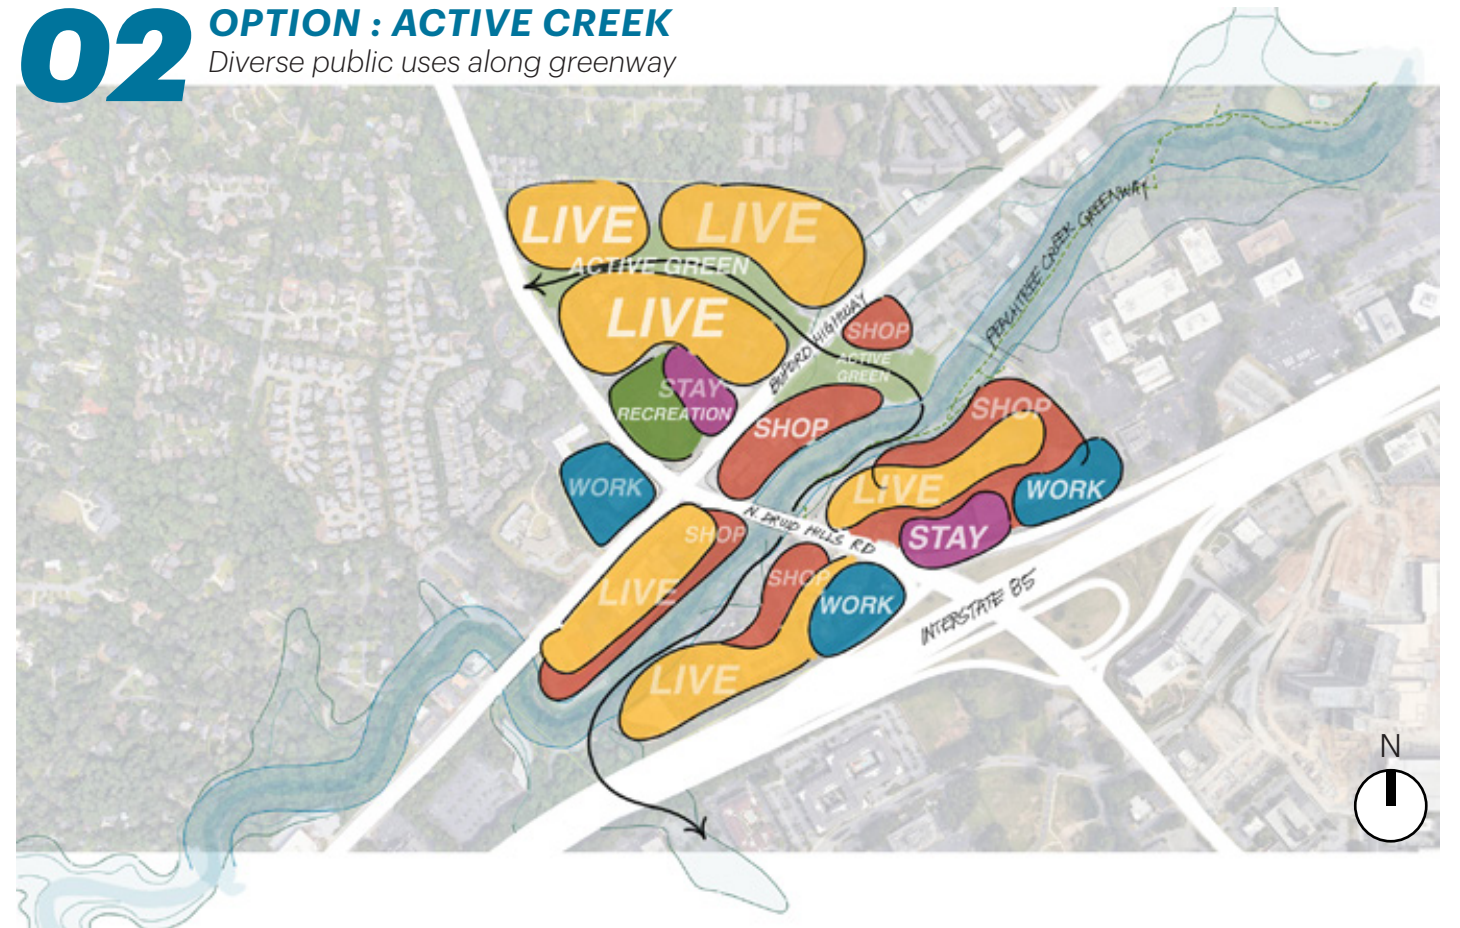 02
OPTION : ACTIVE CREEK
Diverse public uses along greenway
LIVE
LIVE
ACTIVE GREEN
LIVE
BUFORD HIGHWAY
SHOP
ACTIVE
GREEN
PEACHTREE CREEK GREENWAY
STAY
RECREATION
SHOP
SHOP
WORK
LIVE
WORK
STAY
N. DRUID HILLS RD
SHOP
LIVE
SHOP
WORK
INTERSTATE 85
LIVE
N